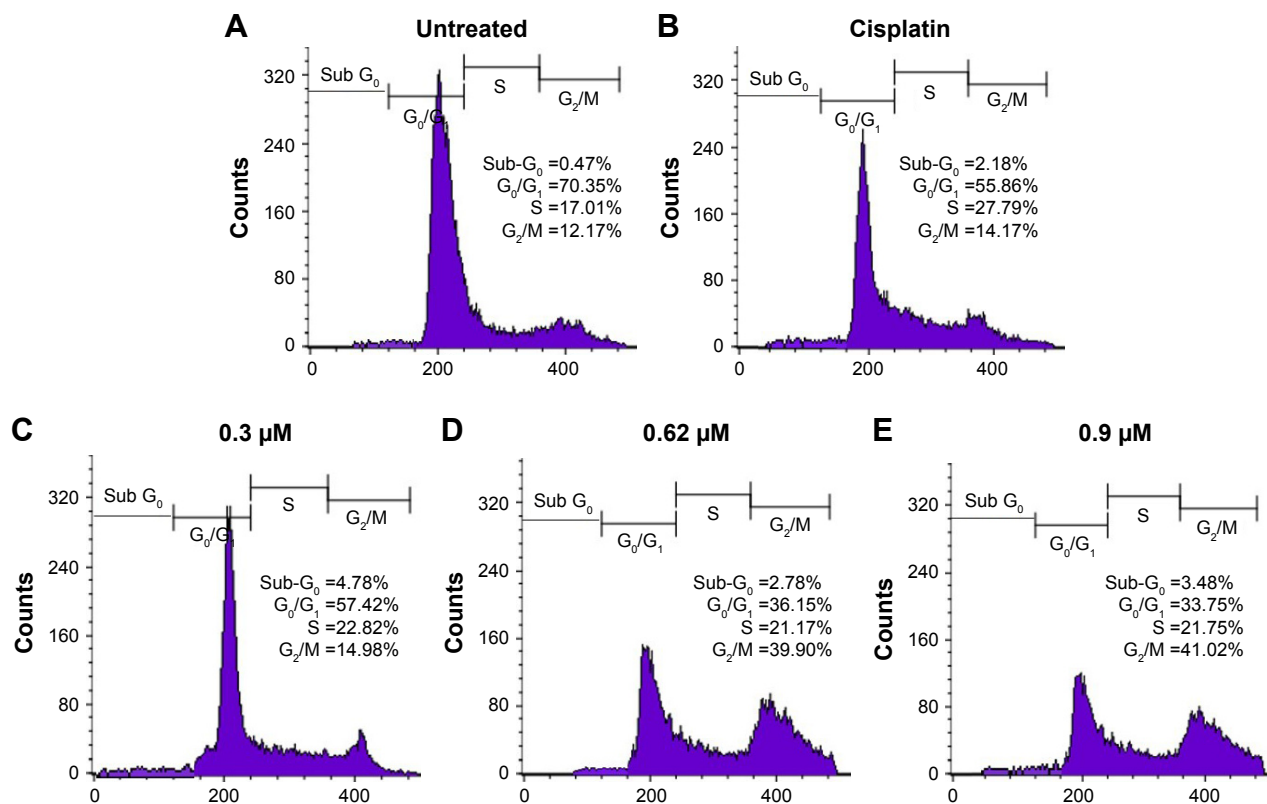 A Untreated
320
240
160
80
0
Counts
Sub G₀
G₀/G
S
G₂/M
Sub-G₀ =0.47%
G₀/G₁ =70.35%
S =17.01%
G₂/M =12.17%
0 200 400
B Cisplatin
320
240
160
80
0
Counts
Sub G₀
G₀/G₁
S
G₂/M
Sub-G₀ =2.18%
G₀/G₁ =55.86%
S =27.79%
G₂/M =14.17%
0 200 400
C 0.3 µM
320
240
160
80
0
Counts
Sub G₀
G₀/G
S
G₂/M
Sub-G₀ =4.78%
G₀/G₁ =57.42%
S =22.82%
G₂/M =14.98%
0 200 400
D 0.62 µM
320
240
160
80
0
Counts
Sub G₀
G₀/G₁
S
G₂/M
Sub-G₀ =2.78%
G₀/G₁ =36.15%
S =21.17%
G₂/M =39.90%
0 200 400
E 0.9 µM
320
240
160
80
0
Counts
Sub G₀
G₀/G₁
S
G₂/M
Sub-G₀ =3.48%
G₀/G₁ =33.75%
S =21.75%
G₂/M =41.02%
0 200 400